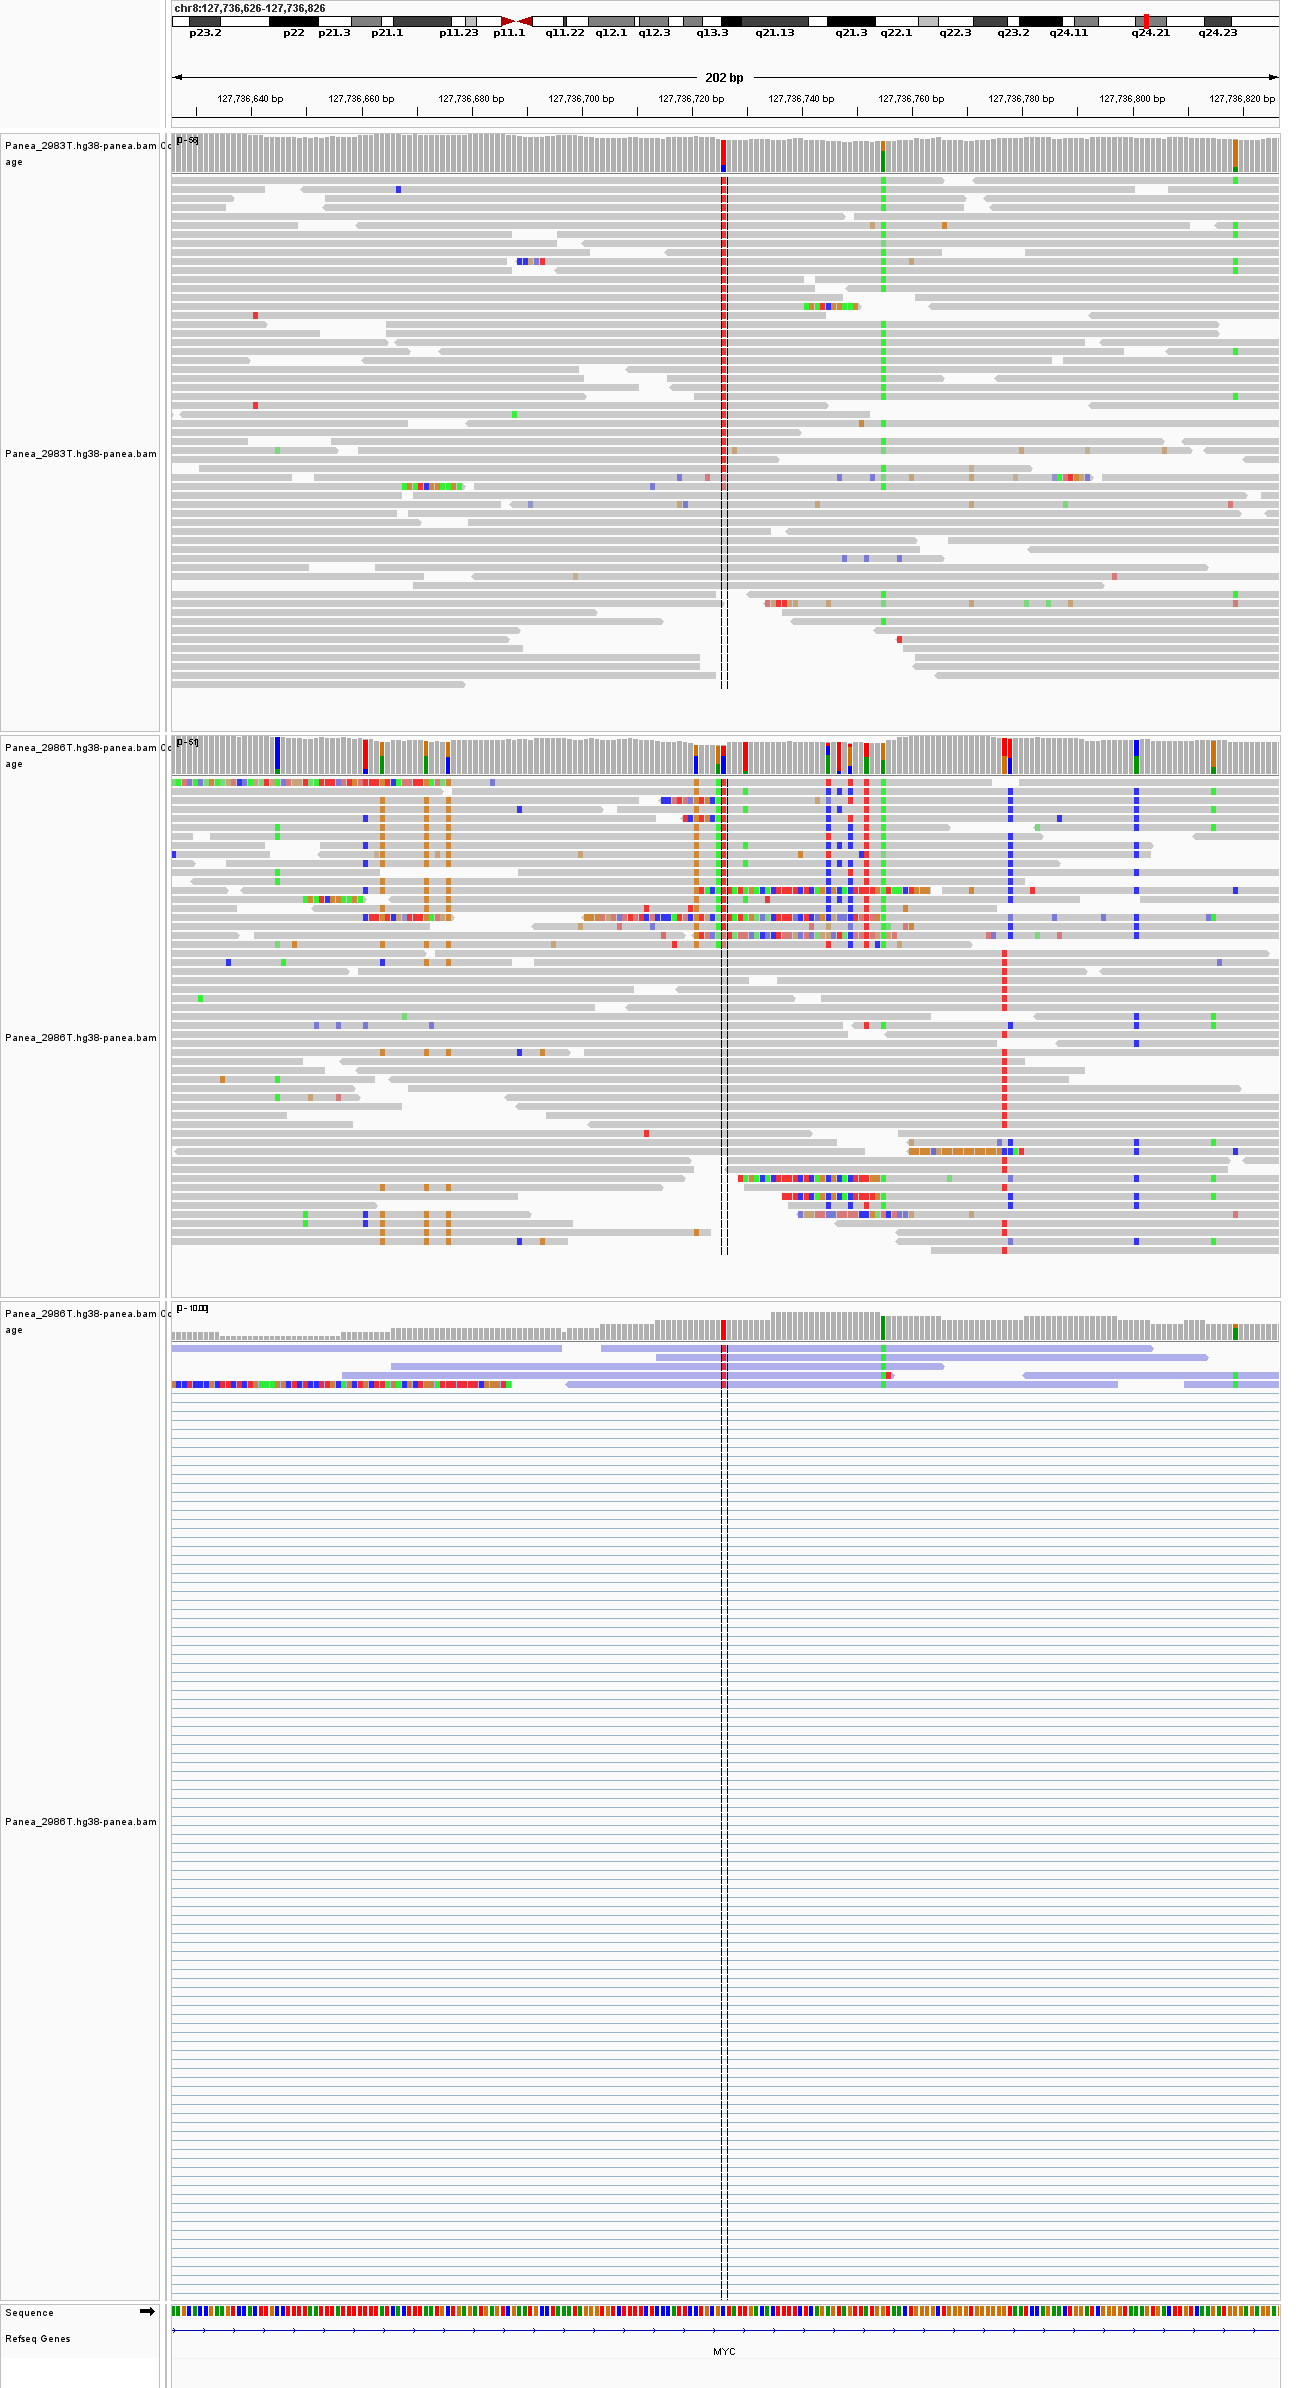 chr8:127,736,626-127,736,826
p23.2 p22 p21.3 p21.1 p11.23 p11.1 q11.22 q12.1 q12.3 q13.3 q21.13 q21.3 q22.1 q22.3 q23.2 q24.11 q24.21 q24.23
202 bp
127,736,640 bp 127,736,660 bp 127,736,680 bp 127,736,700 bp 127,736,720 bp 127,736,740 bp 127,736,760 bp 127,736,780 bp 127,736,800 bp 127,736,820 bp
Panea_2983T.hg38-panea.bam Co
age
Panea_2983T.hg38-panea.bam
Panea_2986T.hg38-panea.bam Co
age
[0 - 51]
Panea_2986T.hg38-panea.bam
Panea_2986T.hg38-panea.bam Co
age
[0 - 10.00]
Panea_2986T.hg38-panea.bam
Sequence
Refseq Genes
MYC